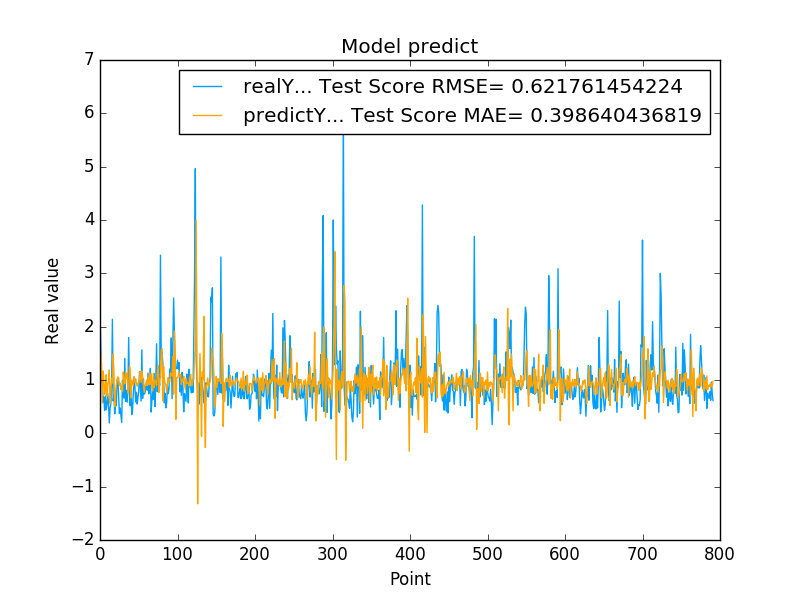 Model predict
realY... Test Score RMSE= 0.621761454224
predictY... Test Score MAE= 0.398640436819
Real value
7
6
5
4
3
2
1
0
−1
−2
0 100 200 300 400 500 600 700 800
Point